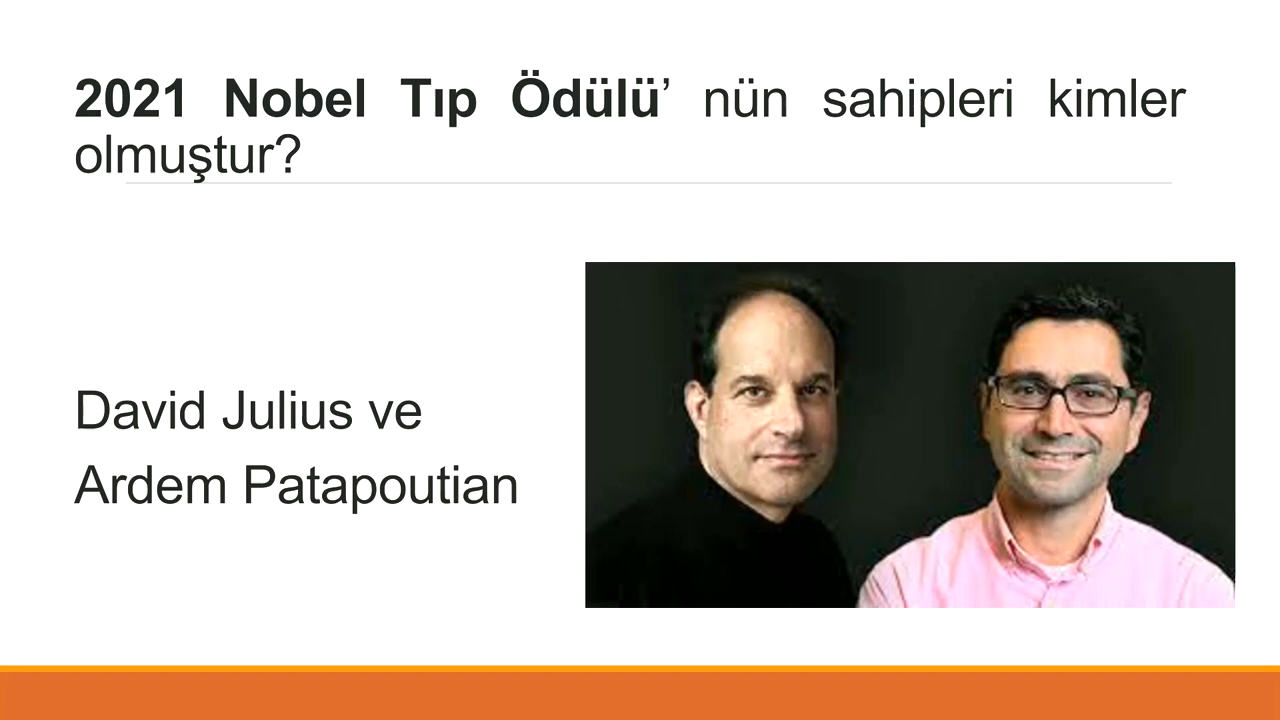 2021 Nobel Tıp Ödülü’ nün sahipleri kimler
olmuştur?
David Julius ve
Ardem Patapoutian